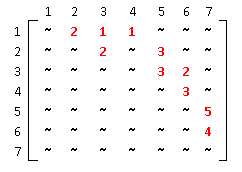 1 2 3 4 5 6 7
1 ~ 2 1 1 ~ ~ ~
2 ~ ~ 2 ~ 3 ~ ~
3 ~ ~ ~ ~ 3 2 ~
4 ~ ~ ~ ~ ~ 3 ~
5 ~ ~ ~ ~ ~ ~ 5
6 ~ ~ ~ ~ ~ ~ 4
7 ~ ~ ~ ~ ~ ~ ~